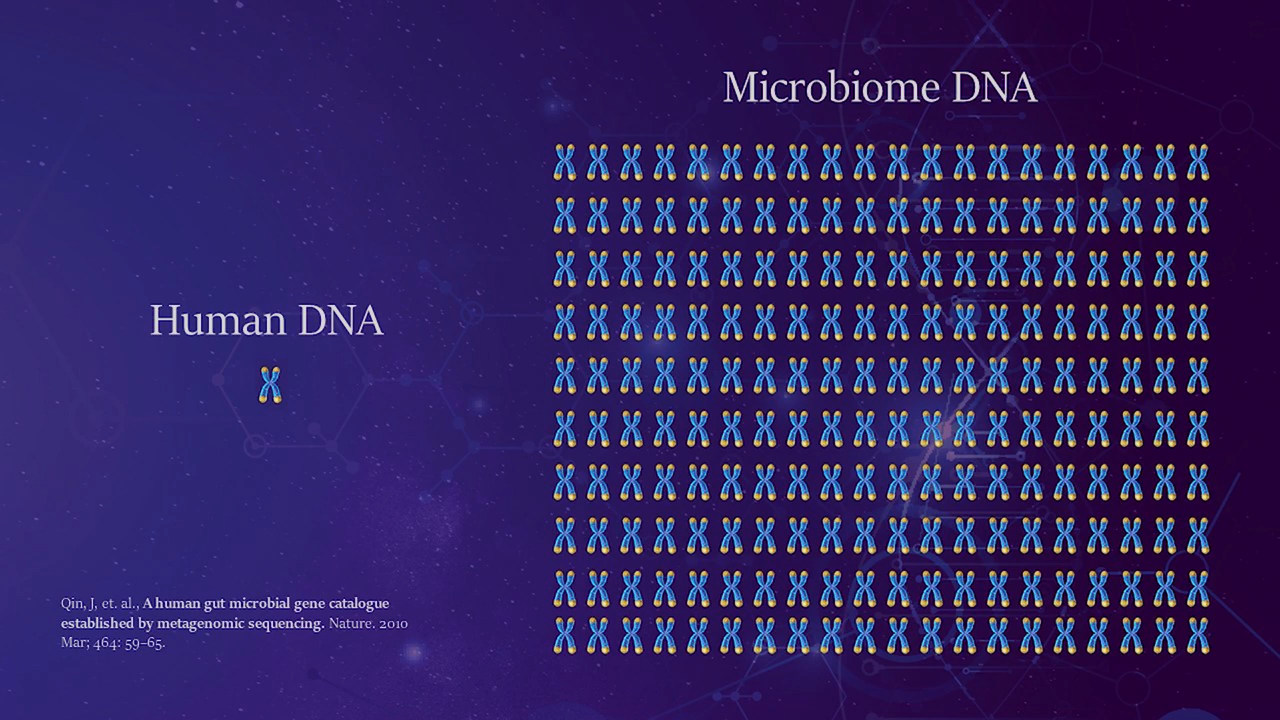 Microbiome DNA
Human DNA
Qin, J, et. al., A human gut microbial gene catalogue
established by metagenomic sequencing. Nature. 2010
Mar; 464: 59–65.